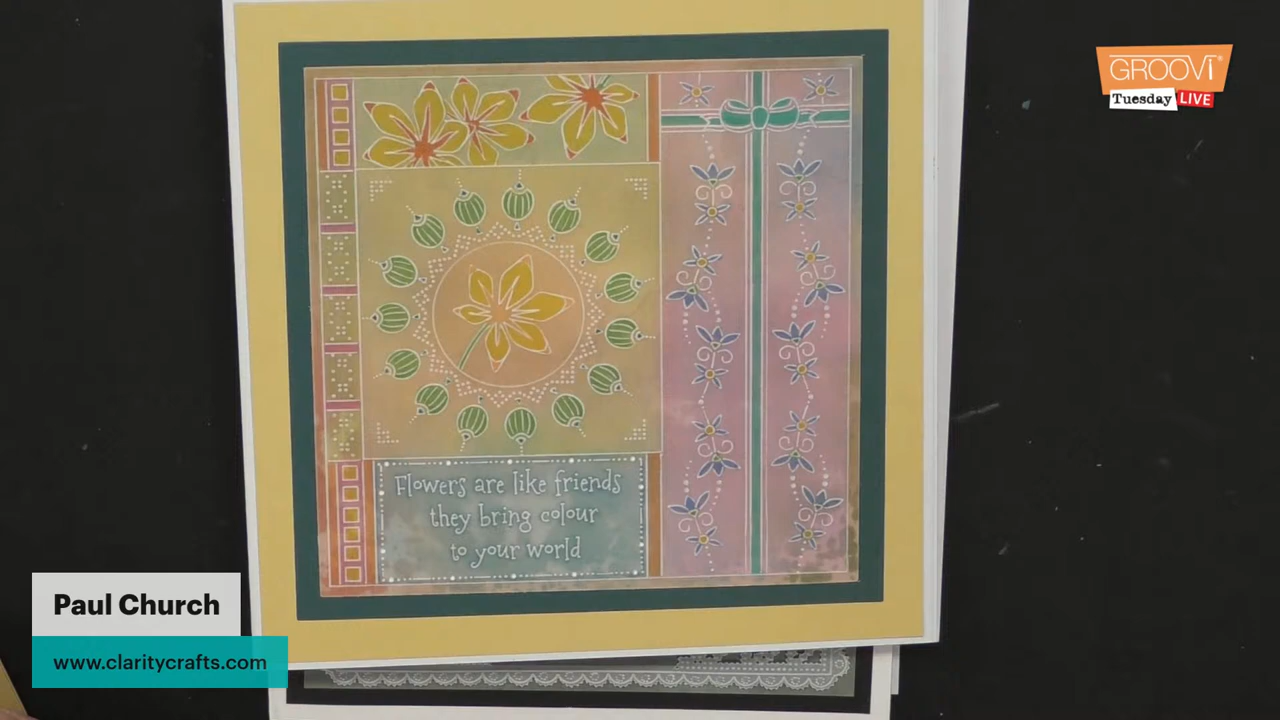 GROOVI®
Tuesday LIVE
Flowers are like friends
they bring colour
to your world
Paul Church
www.claritycrafts.com